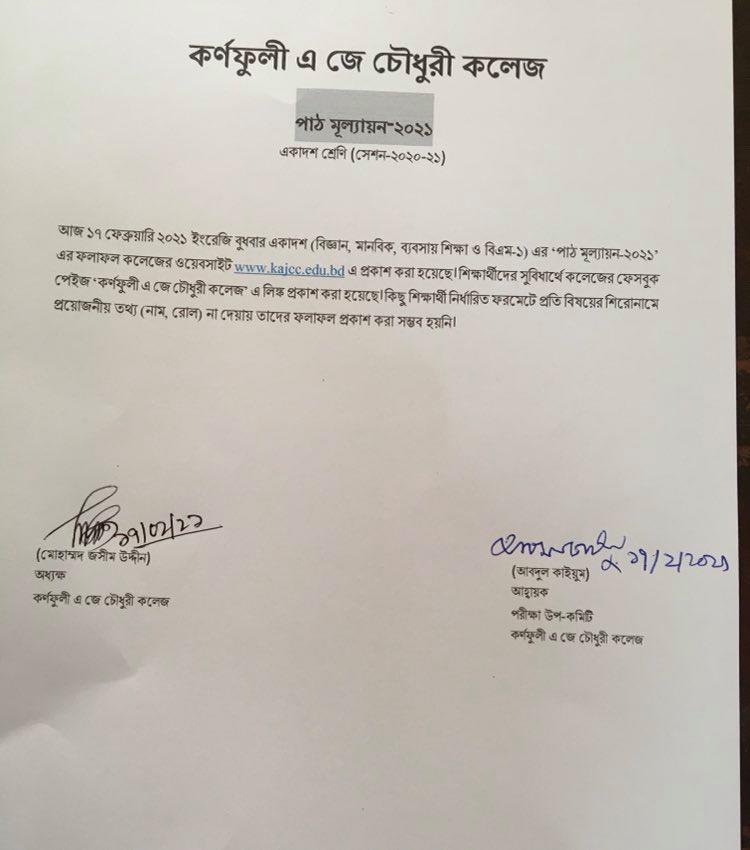 কর্ণফুলী এ জে চৌধুরী কলেজ
পাঠ মূল্যায়ন-২০২১
একাদশ শ্রেণি (সেশন-২০২০-২১)
আজ ১৭ ফেব্রুয়ারি ২০২১ ইংরেজি বুধবার একাদশ (বিজ্ঞান, মানবিক, ব্যবসায় শিক্ষা ও বিএম-১) এর ‘পাঠ মূল্যায়ন-২০২১’
এর ফলাফল কলেজের ওয়েবসাইট www.kajcc.edu.bd এ প্রকাশ করা হয়েছে।শিক্ষার্থীদের সুবিধার্থে কলেজের ফেসবুক
পেইজ ‘কর্ণফুলী এ জে চৌধুরী কলেজ’ এ লিঙ্ক প্রকাশ করা হয়েছে।কিছু শিক্ষার্থী নির্ধারিত ফরমেটে প্রতি বিষয়ের শিরোনামে
প্রয়োজনীয় তথ্য (নাম, রোল) না দেয়ায় তাদের ফলাফল প্রকাশ করা সম্ভব হয়নি।
১৭/০২/২১
(মোহাম্মদ জসীম উদ্দীন)
অধ্যক্ষ
কর্ণফুলী এ জে চৌধুরী কলেজ
১৭/২/২০২১
(আবদুল কাইয়ুম)
আহ্বায়ক
পরীক্ষা উপ-কমিটি
কর্ণফুলী এ জে চৌধুরী কলেজ